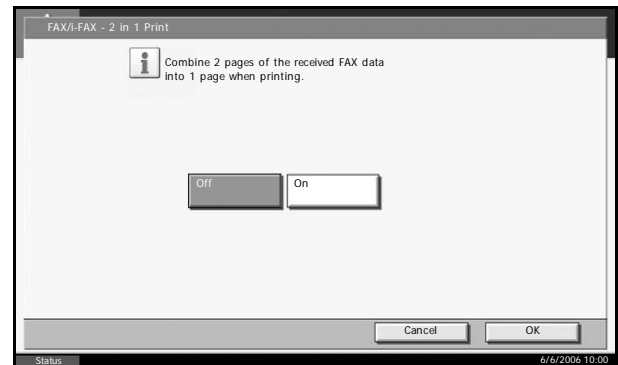 FAX/i-FAX - 2 in 1 Print
Combine 2 pages of the received FAX data
into 1 page when printing.
Off
On
Cancel
OK
Status
6/6/2006 10:00